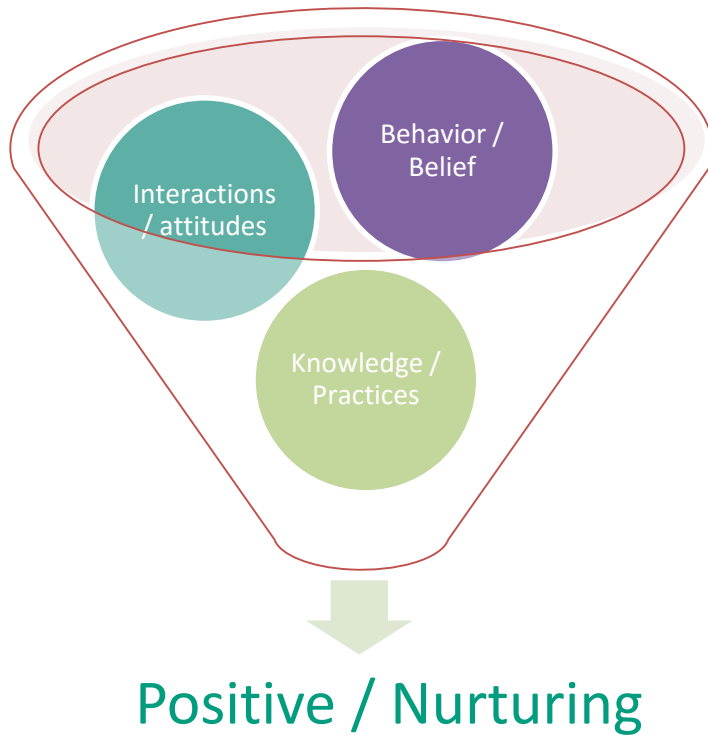 Behavior /
Belief
Interactions
/ attitudes
Knowledge /
Practices
Positive / Nurturing